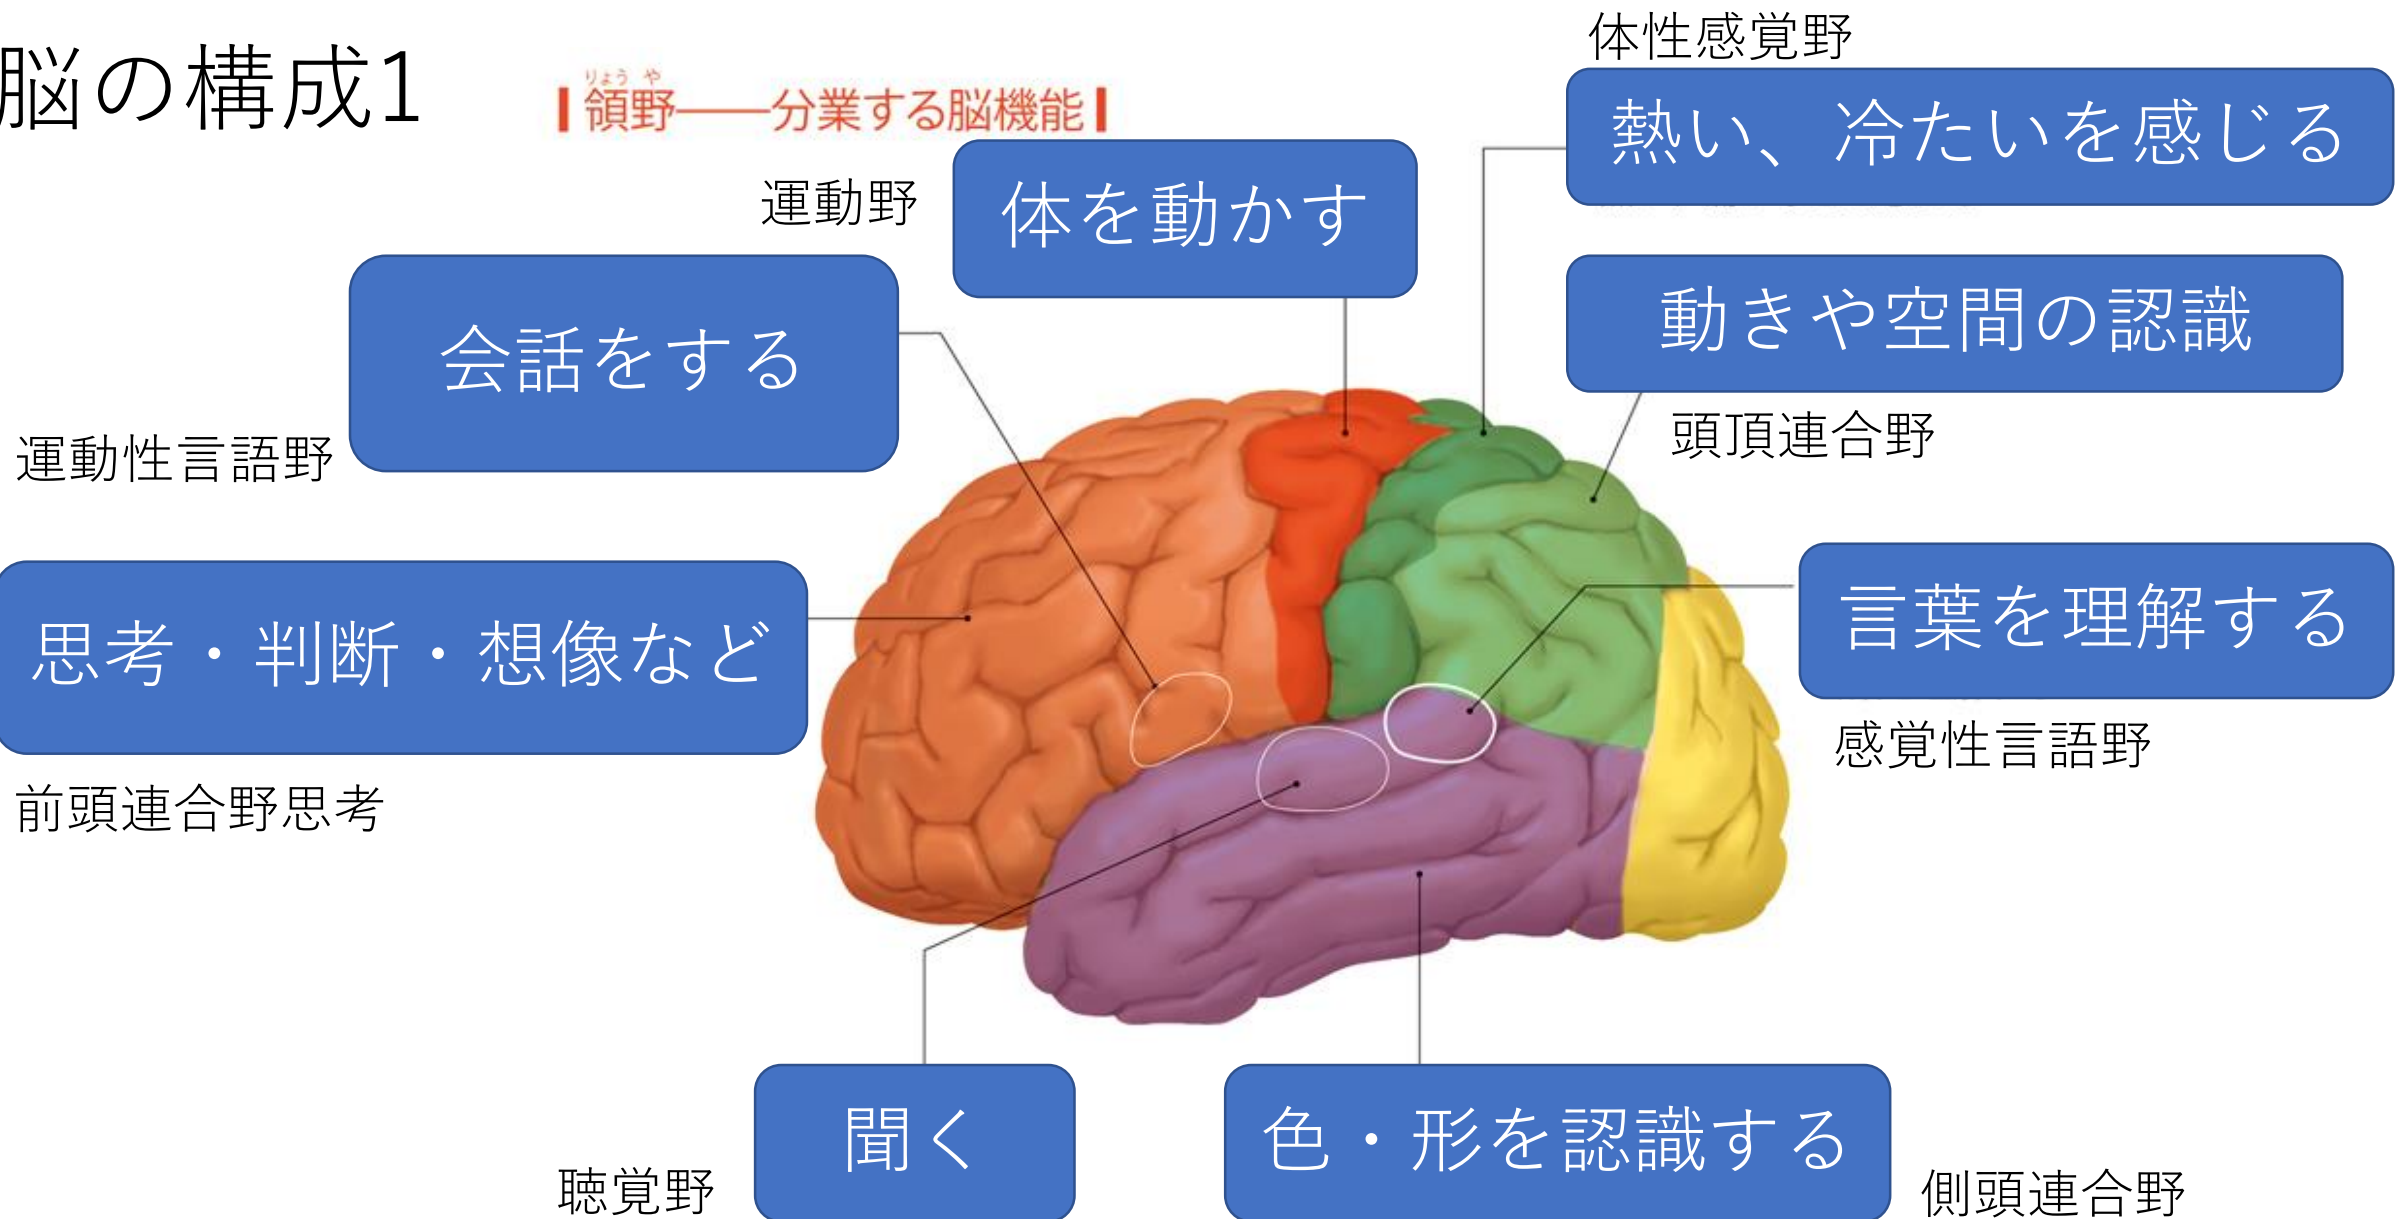 脳の構成1
りょう や
領野——分業する脳機能
体性感覚野
熱い、冷たいを感じる
運動野
体を動かす
動きや空間の認識
頭頂連合野
会話をする
運動性言語野
思考・判断・想像など
前頭連合野思考
言葉を理解する
感覚性言語野
聞く
聴覚野
色・形を認識する
側頭連合野